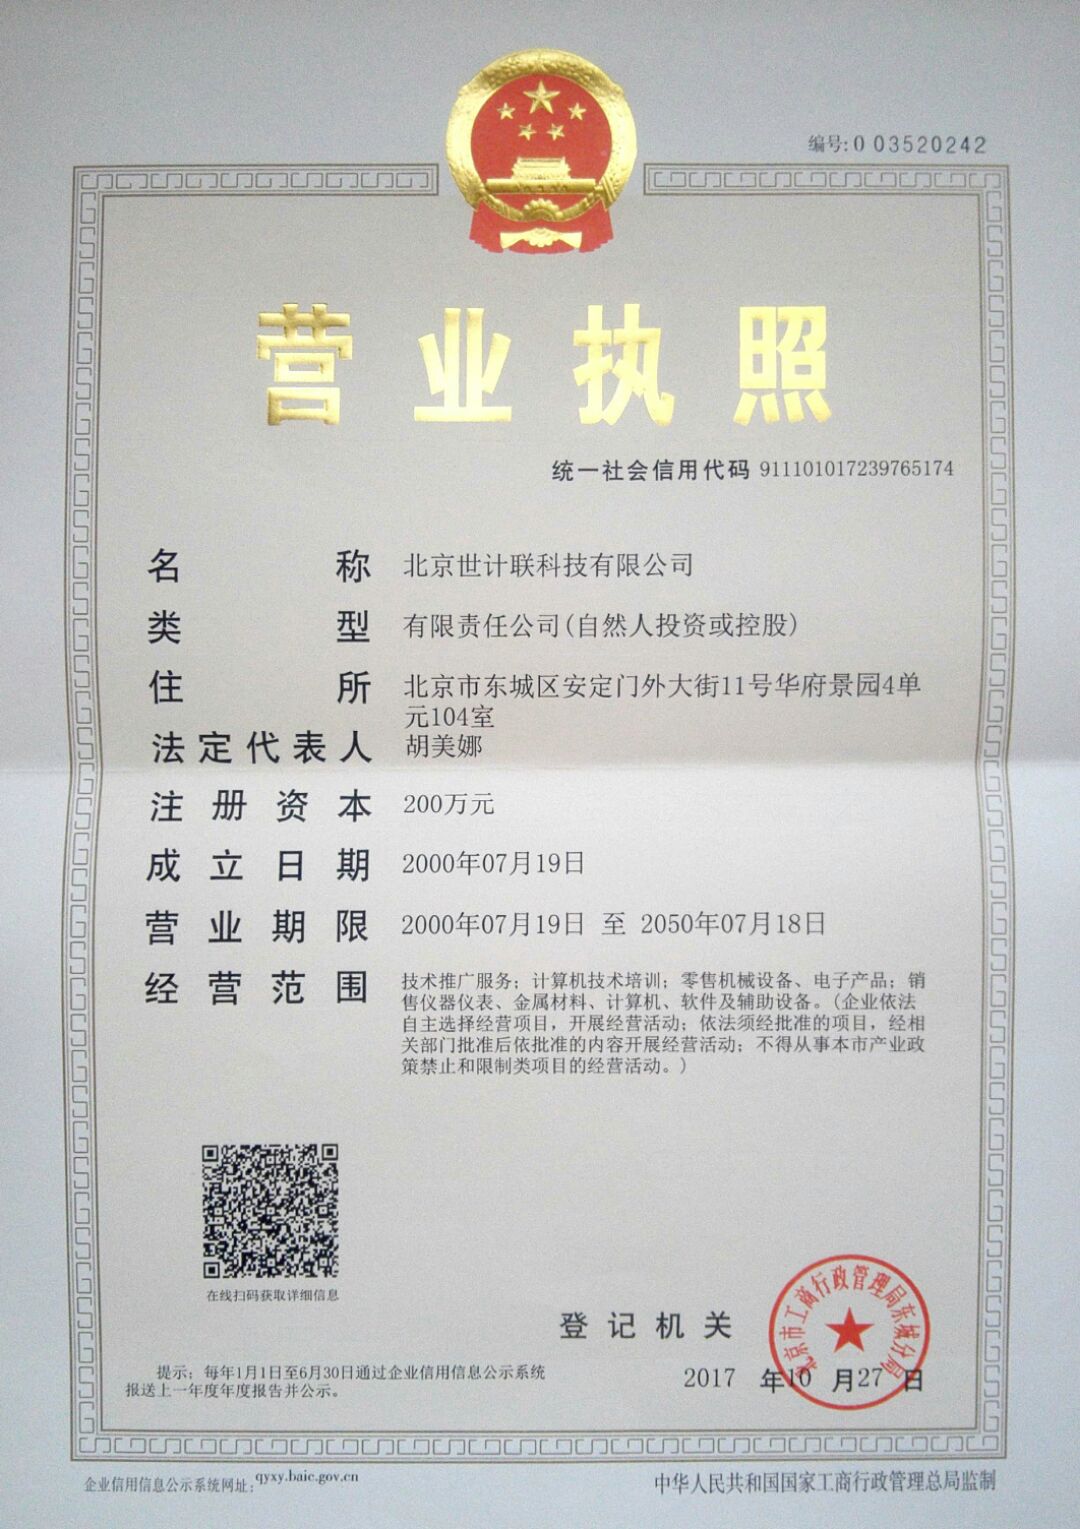 编号:0 03520242
营业执照
统一社会信用代码 911101017239765174
名称 北京世计联科技有限公司
类型 有限责任公司(自然人投资或控股)
住所 北京市东城区安定门外大街11号华府景园4单
元104室
法定代表人 胡美娜
注册资本 200万元
成立日期 2000年07月19日
营业期限 2000年07月19日 至 2050年07月18日
经营范围 技术推广服务；计算机技术培训；零售机械设备、电子产品；销
售仪器仪表、金属材料、计算机、软件及辅助设备。(企业依法
自主选择经营项目，开展经营活动；依法须经批准的项目，经相
关部门批准后依批准的内容开展经营活动；不得从事本市产业政
策禁止和限制类项目的经营活动。)
在线扫码获取详细信息
北京市工商行政管理局东城分局
登记机关
2017 年10 月27 日
提示：每年1月1日至6月30日通过企业信用信息公示系统
报送上一年度年度报告并公示。
企业信用信息公示系统网址：qyxy.baic.gov.cn
中华人民共和国国家工商行政管理总局监制